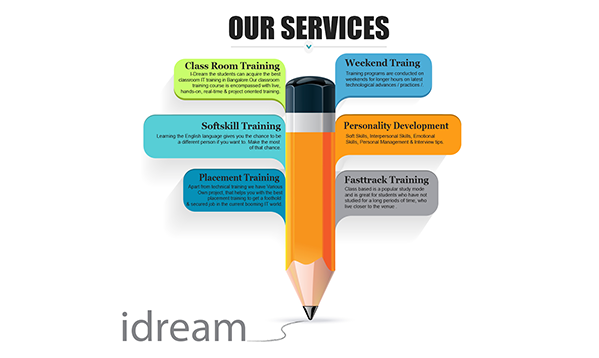 OUR SERVICES
Class Room Training
I-Dream the students can acquire the best
classroom IT training in Bangalore.Our classroom
training course is encompassed with live,
hands-on, real-time & project oriented training.
Weekend Traing
Training programs are conducted on
weekends for longer hours on latest
technological advances / practices /.
Softskill Training
Learning the English language gives you the chance to be
a different person if you want to. Make the most
of that chance.
Personality Development
Soft Skills, Interpersonal Skills, Emotional
Skills, Personal Management & Interview tips.
Placement Training
Apart from technical training we have Various
Own project, that helps you with the best
placement training to get a foothold
& secured job in the current booming IT world.
Fasttrack Training
Class based is a popular study mode
and is great for students who have not
studied for a long periods of time, who
live closer to the venue.
idream